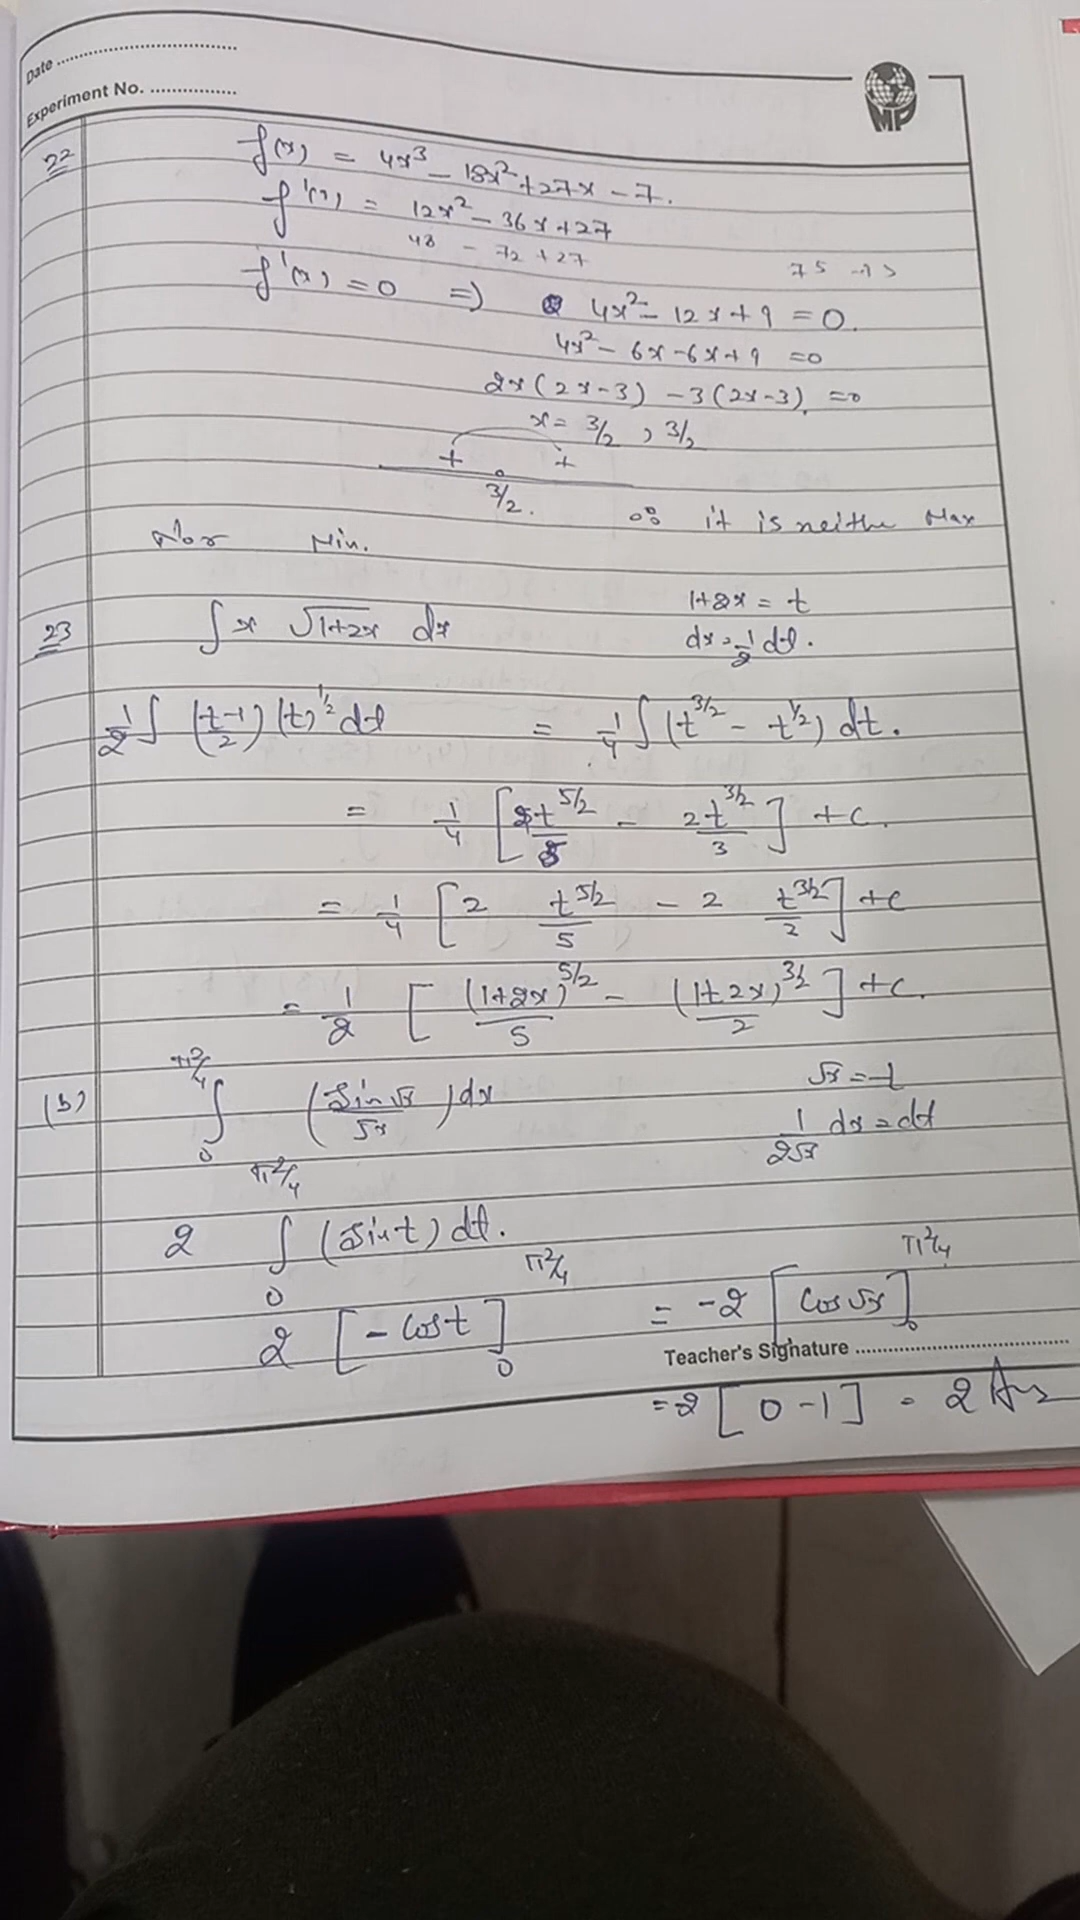 Date ............
Experiment No. ............
MP
22
f(x) = 4x³ - 18x² + 27x - 7.
f'(x) = 12x² - 36x + 27
48 - 72 + 27
f'(x) = 0 => 4x² - 12x + 9 = 0.
4x² - 6x - 6x + 9 = 0
2x(2x-3) - 3(2x-3) = 0
x = 3/2, 3/2
+ +
3/2. ∴ it is neithe Max
Nor Min.
23 ∫ x √1+2x dx 1+2x = t
dx = 1/2 dt.
1/2 ∫ (t-1/2) (t)^1/2 dt = 1/4 ∫ (t^3/2 - t^1/2) dt.
= 1/4 [2t^5/2/5 - 2t^3/2/3] + C.
= 1/4 [2 t^5/2/5 - 2 t^3/2/2] + C
= 1/2 [(1+2x)^5/2/5 - (1+2x)^3/2/2] + C.
(b) ∫₀^π²/4 (Sin√x/√x) dx √x = t
1/2√x dx = dt
2 ∫₀^π²/4 (Sin t) dt.
2 [- Cos t]₀^π²/4 = -2 [Cos √x]₀^π²/4
Teacher's Signature ............
= -2 [0 - 1] = 2 Ans